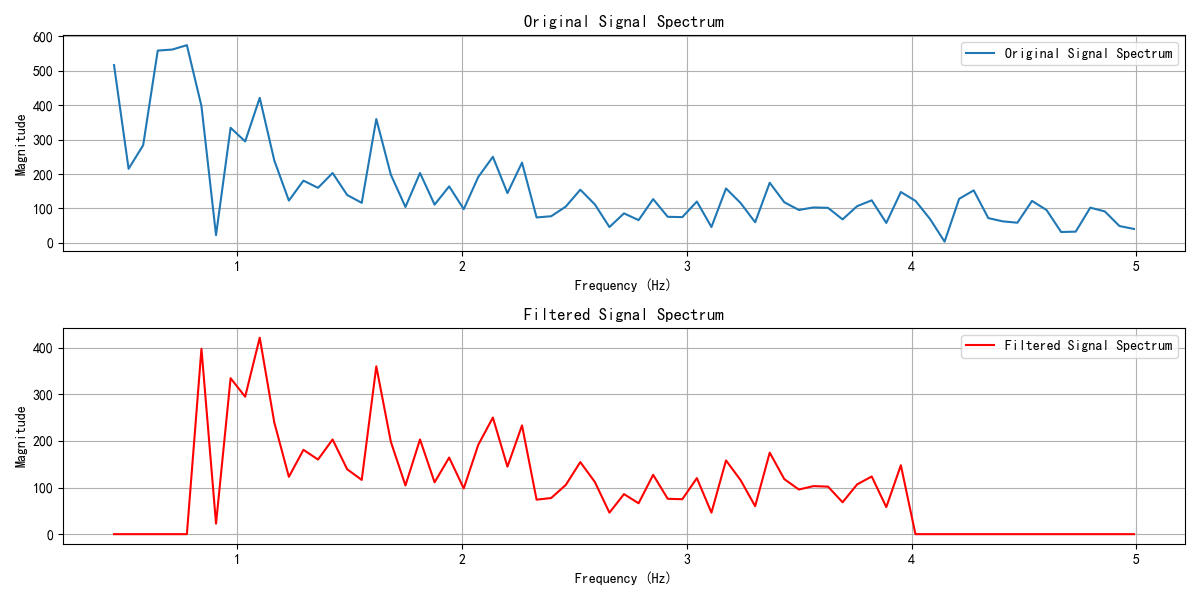 Original Signal Spectrum
600
500
400
300
200
100
0
Magnitude
Original Signal Spectrum
1
2
3
4
5
Frequency (Hz)
Filtered Signal Spectrum
400
300
200
100
0
Magnitude
Filtered Signal Spectrum
1
2
3
4
5
Frequency (Hz)